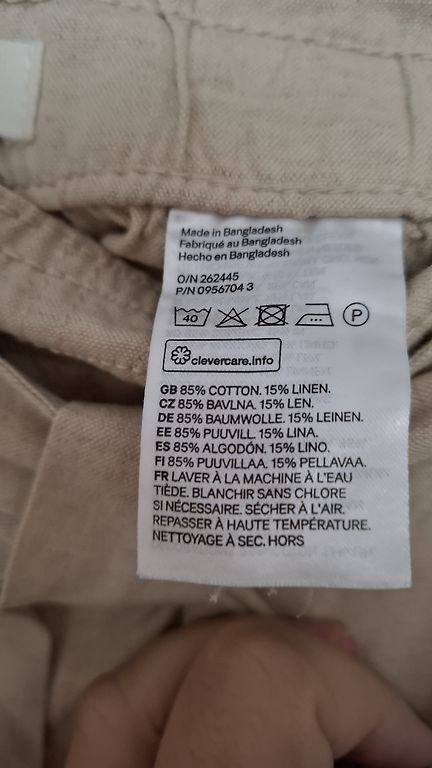 Made in Bangladesh
Fabriqué au Bangladesh
Hecho en Bangladesh
O/N 262445
P/N 0956704 3
40
P
clevercare.info
GB 85% COTTON. 15% LINEN.
CZ 85% BAVLNA. 15% LEN.
DE 85% BAUMWOLLE. 15% LEINEN.
EE 85% PUUVILL. 15% LINA.
ES 85% ALGODÓN. 15% LINO.
FI 85% PUUVILLAA. 15% PELLAVAA.
FR LAVER À LA MACHINE À L'EAU
TIÈDE. BLANCHIR SANS CHLORE
SI NÉCESSAIRE. SÉCHER À L'AIR.
REPASSER À HAUTE TEMPÉRATURE.
NETTOYAGE À SEC. HORS